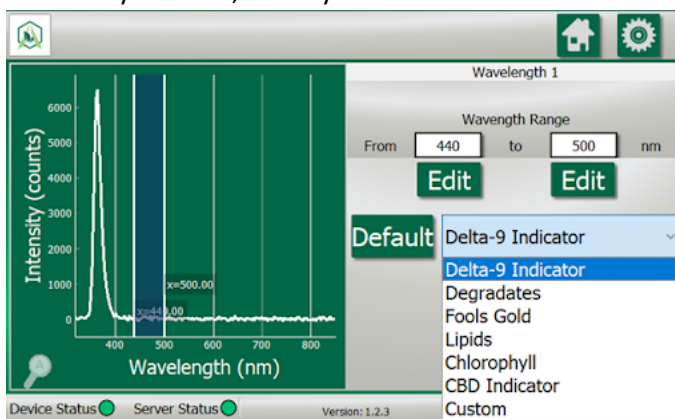 Wavelength 1
Wavength Range
From 440 to 500 nm
Edit Edit
Default Delta-9 Indicator
Delta-9 Indicator
Degradates
Fools Gold
Lipids
Chlorophyll
CBD Indicator
Custom
Intensity (counts)
6000
5000
4000
3000
2000
1000
0
x=500.00
x=440.00
400 500 600 700 800
Wavelength (nm)
A
Device Status Server Status Version: 1.2.3